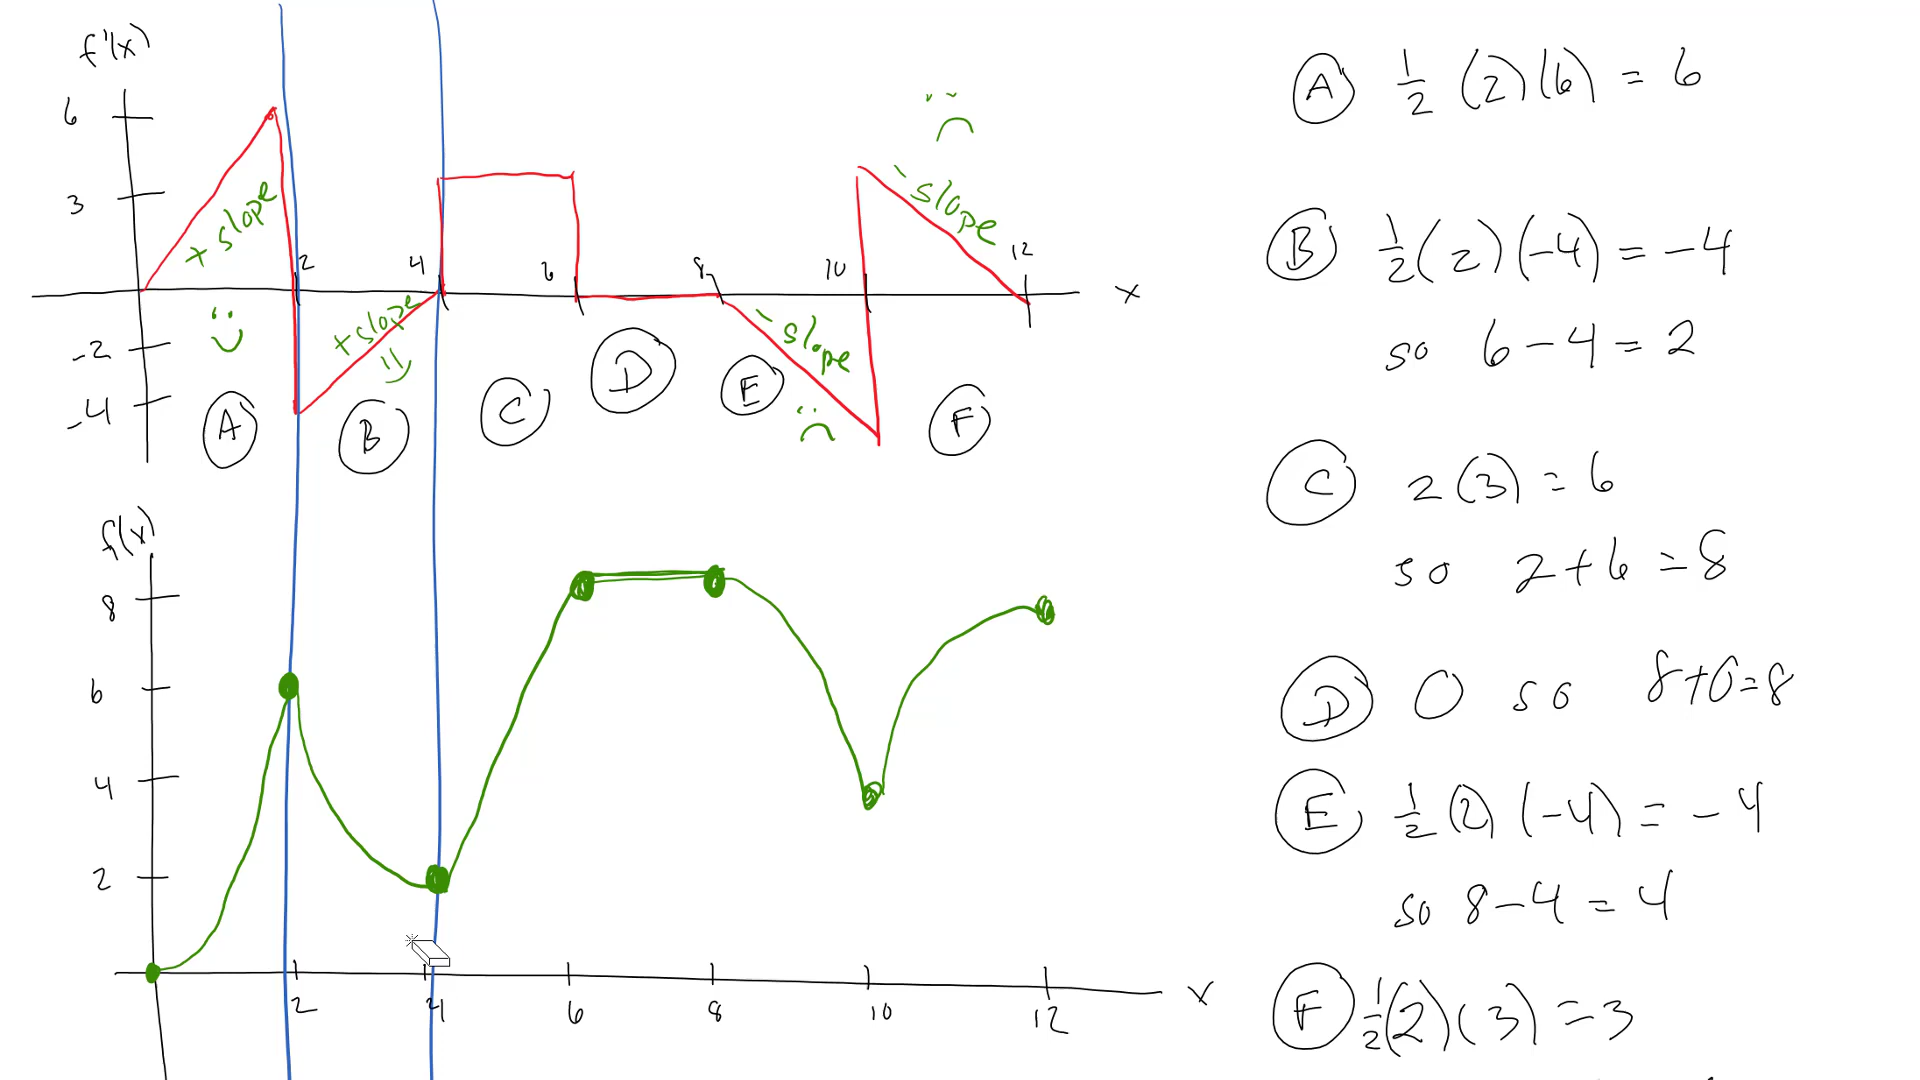 f'(x)
6
3
-2
-4
2
4
6
8
10
12
x
+ slope
+ slope
- slope
- slope
A
B
C
D
E
F
f(x)
8
6
4
2
2
4
6
8
10
12
x
A 1/2 (2)(6) = 6
B 1/2 (2)(-4) = -4
so 6-4=2
C 2(3) = 6
so 2+6=8
D 0 so 8+0=8
E 1/2 (2)(-4) = -4
so 8-4=4
F 1/2 (2)(3) = 3